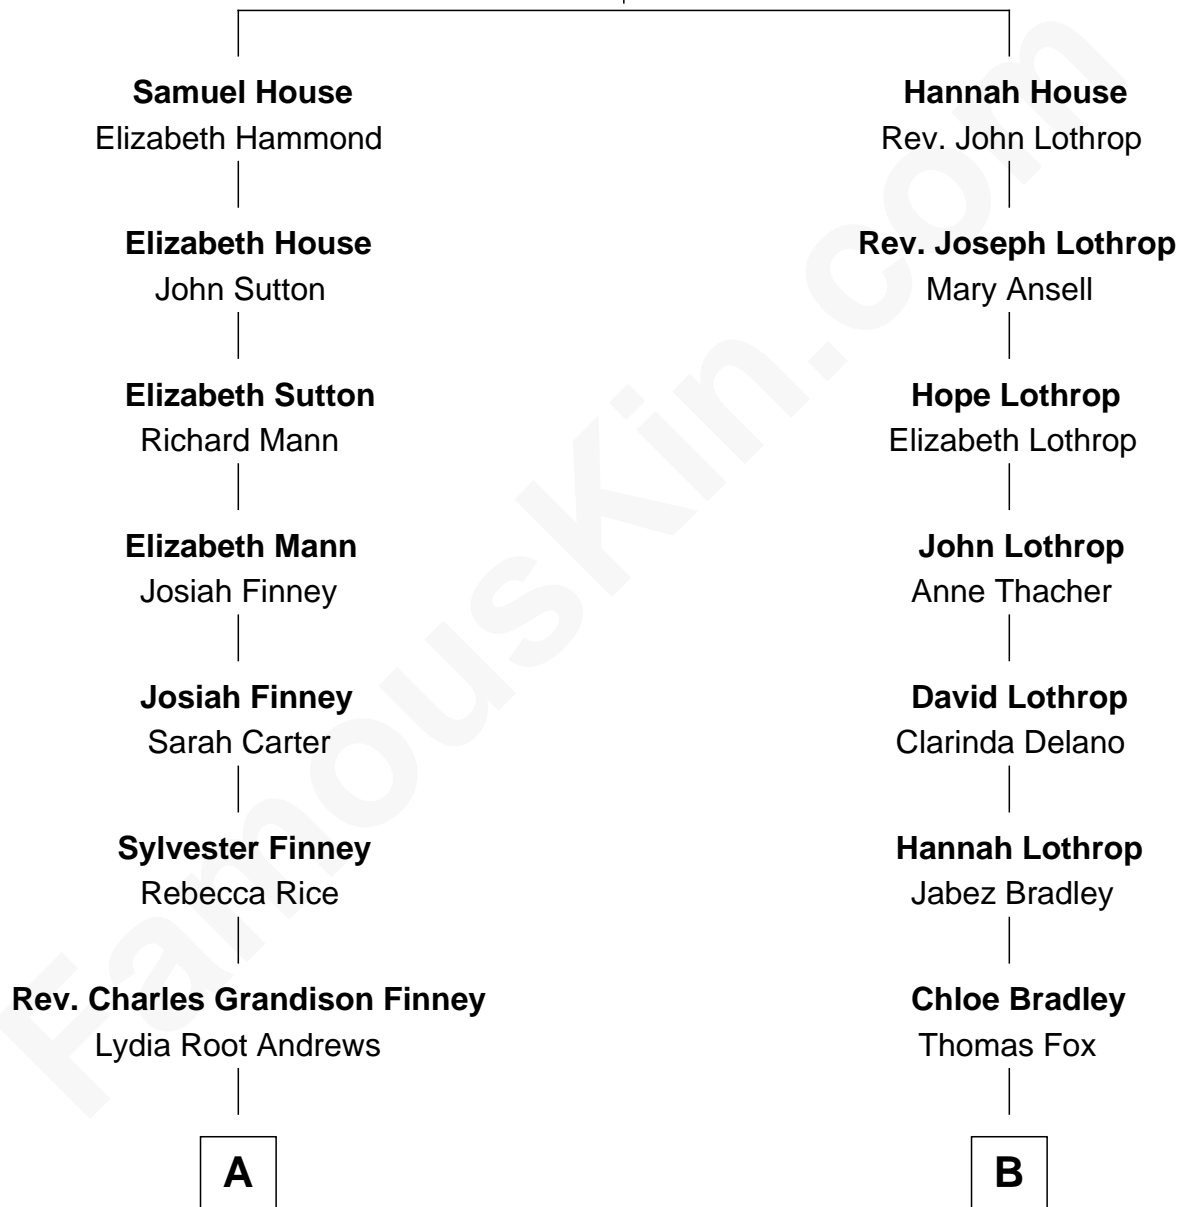 Samuel House
Elizabeth Hammond
Elizabeth House
John Sutton
Elizabeth Sutton
Richard Mann
Elizabeth Mann
Josiah Finney
Josiah Finney
Sarah Carter
Sylvester Finney
Rebecca Rice
Rev. Charles Grandison Finney
Lydia Root Andrews
A
Hannah House
Rev. John Lothrop
Rev. Joseph Lothrop
Mary Ansell
Hope Lothrop
Elizabeth Lothrop
John Lothrop
Anne Thacher
David Lothrop
Clarinda Delano
Hannah Lothrop
Jabez Bradley
Chloe Bradley
Thomas Fox
B
FamousKin.com